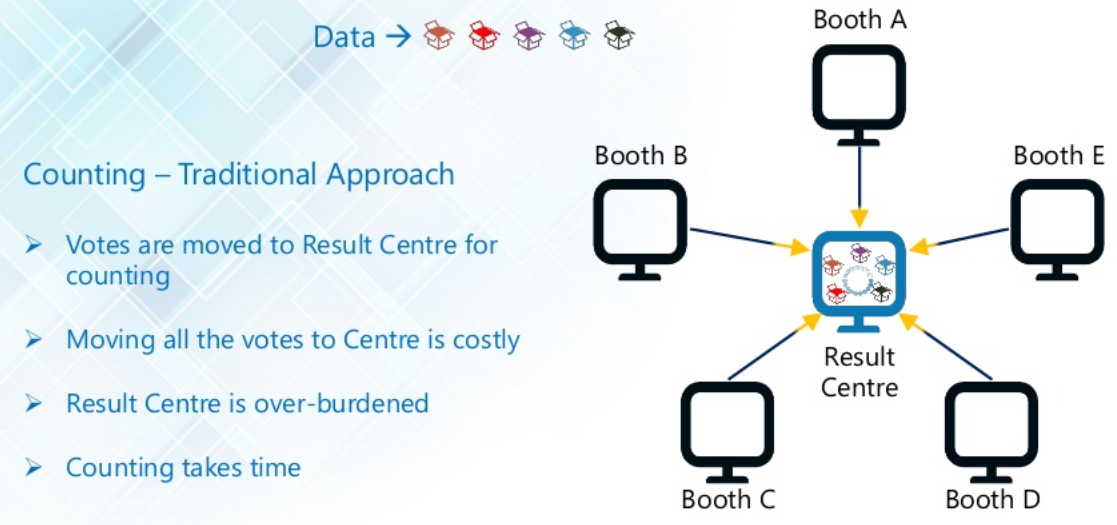 Data →
Counting – Traditional Approach
➢ Votes are moved to Result Centre for
counting
➢ Moving all the votes to Centre is costly
➢ Result Centre is over-burdened
➢ Counting takes time
Booth A
Booth B
Booth E
Result
Centre
Booth C
Booth D